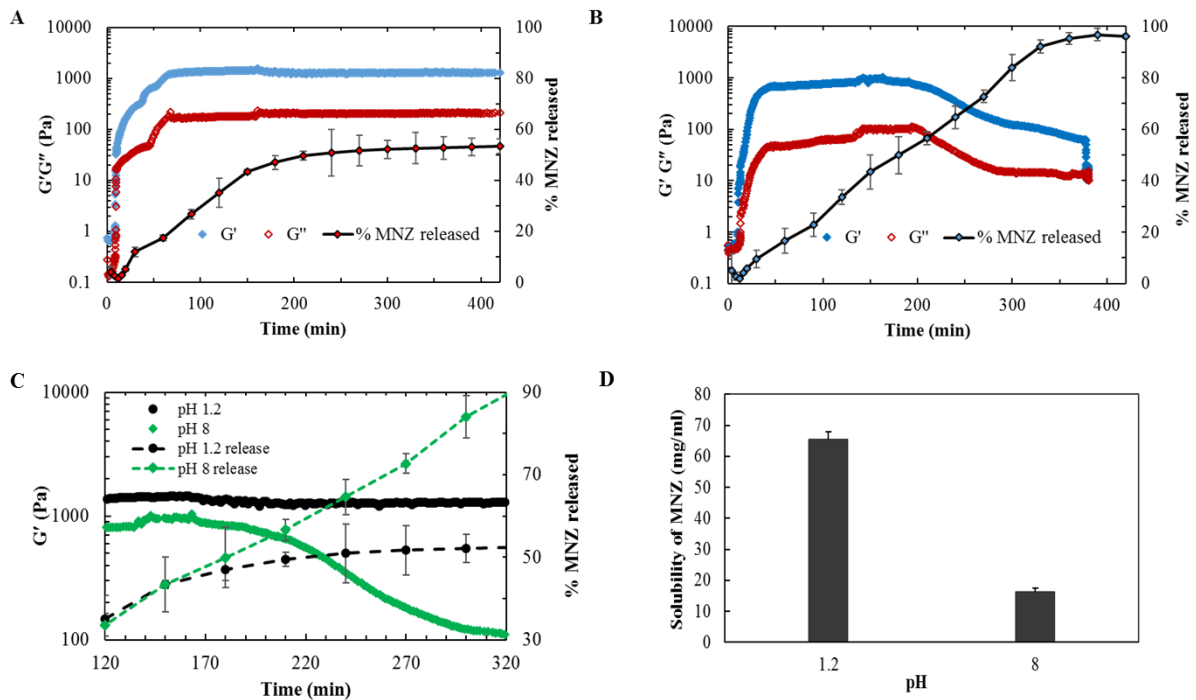 A
10000
1000
100
10
1
0.1
G'G″ (Pa)
100
80
60
40
20
0
% MNZ released
G'
G″
% MNZ released
0
100
200
300
400
Time (min)
B
10000
1000
100
10
1
0.1
G′ G″ (Pa)
100
80
60
40
20
0
% MNZ released
G'
G″
% MNZ released
0
100
200
300
400
Time (min)
C
10000
1000
100
G′ (Pa)
90
70
50
30
% MNZ released
pH 1.2
pH 8
pH 1.2 release
pH 8 release
120
170
220
270
320
Time (min)
D
80
70
60
50
40
30
20
10
0
Solubility of MNZ (mg/ml)
1.2
8
pH